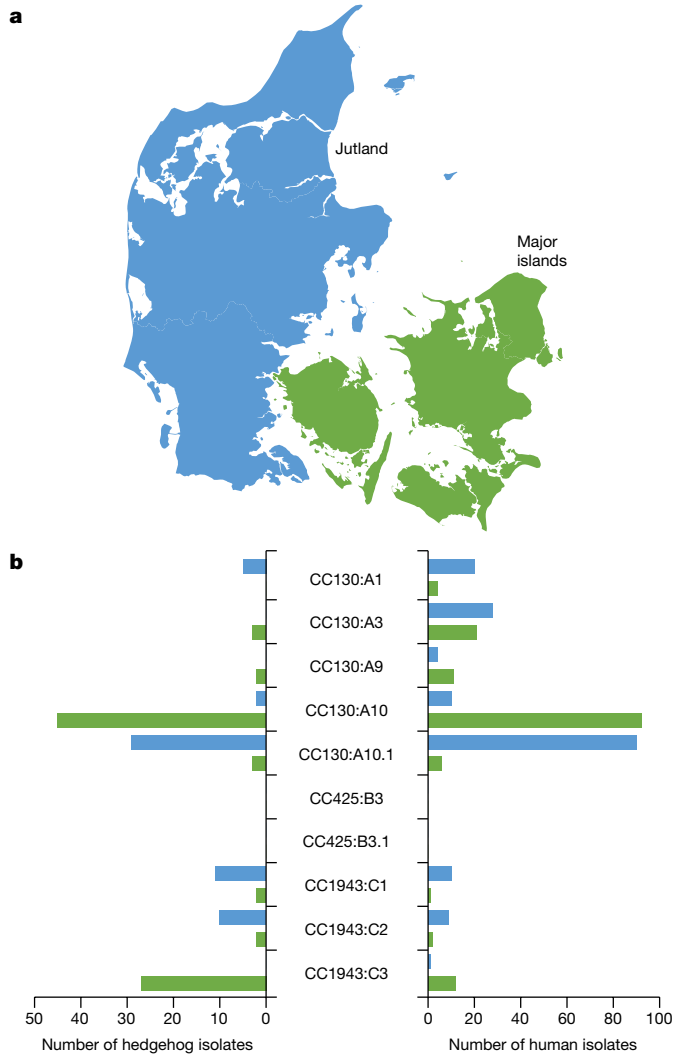 a
Jutland
Major
islands
b
CC130:A1
CC130:A3
CC130:A9
CC130:A10
CC130:A10.1
CC425:B3
CC425:B3.1
CC1943:C1
CC1943:C2
CC1943:C3
50 40 30 20 10 0
0 20 40 60 80 100
Number of hedgehog isolates
Number of human isolates